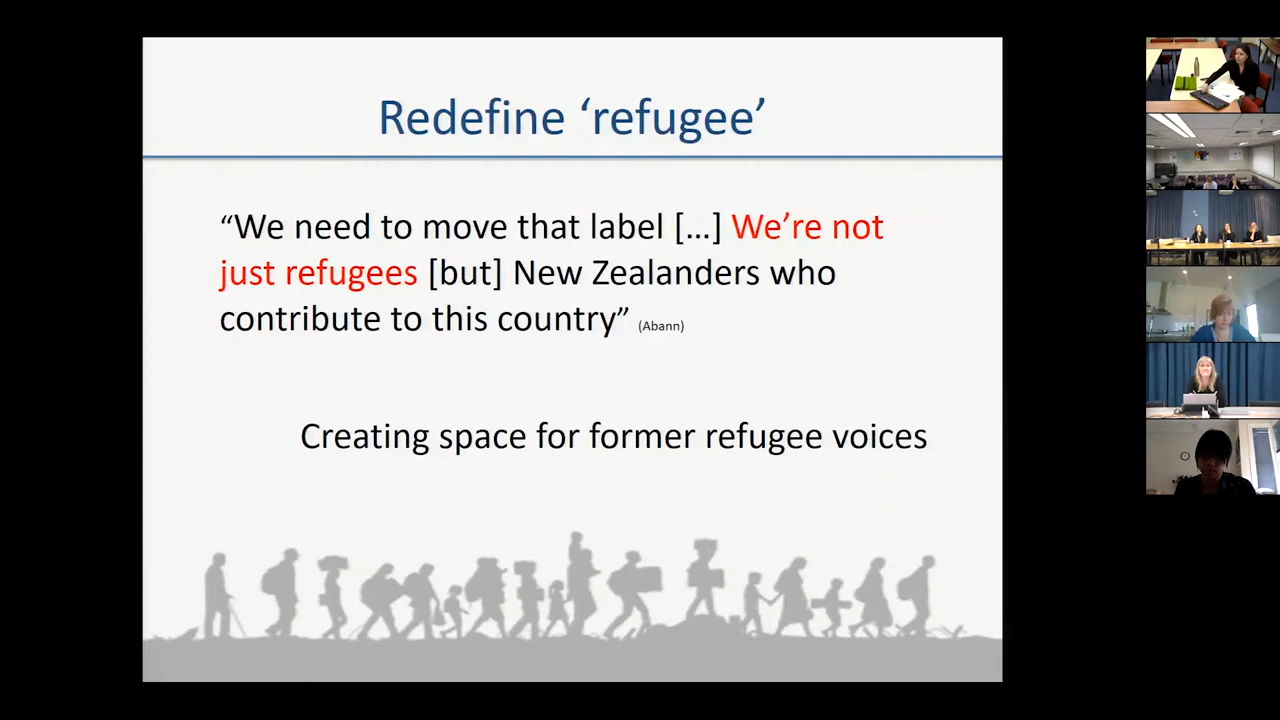 Redefine ‘refugee’
“We need to move that label [...] We’re not
just refugees [but] New Zealanders who
contribute to this country” (Abann)
Creating space for former refugee voices